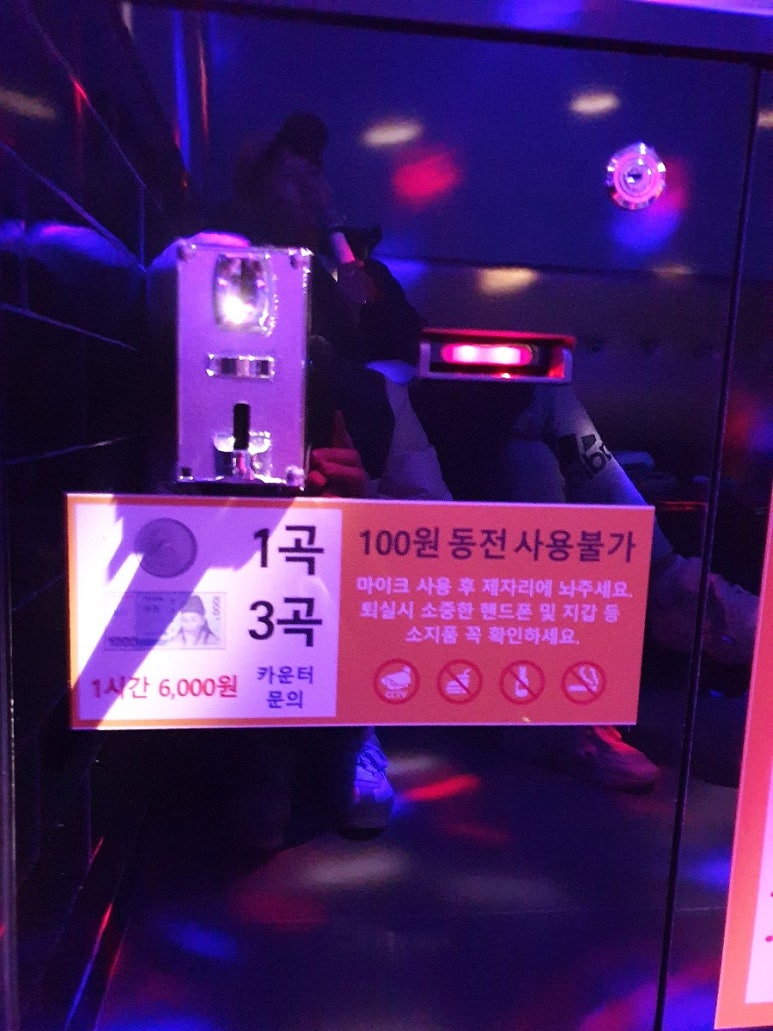 1곡
3곡
1시간 6,000원
카운터
문의
100원 동전 사용불가
마이크 사용 후 제자리에 놔주세요.
퇴실시 소중한 핸드폰 및 지갑 등
소지품 꼭 확인하세요.
1000